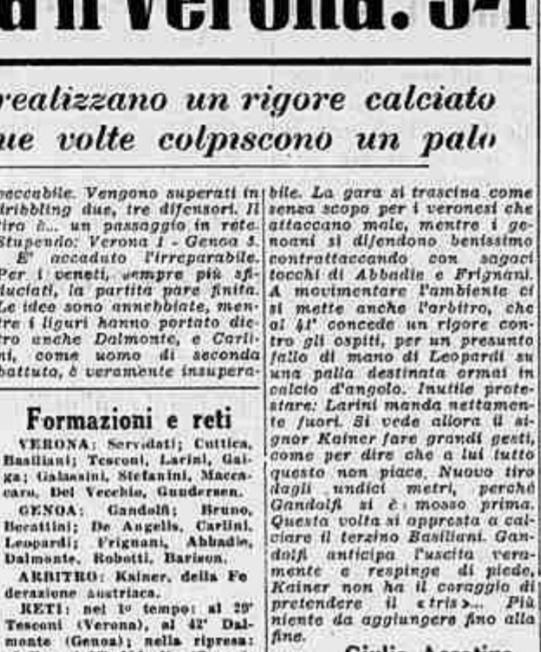 a il Verona: 3-1
realizzano un rigore calciato
ue volte colpiscono un palo
peccabile. Vengono superati in
dribbling due, tre difensori. Il
tiro è... un passaggio in rete.
Stupendo: Verona 1 - Genoa 3.
E' accaduto l'irreparabile.
Per i veneti, sempre più sfi-
duciati, la partita pare finita.
Le idee sono annebbiate, men-
tre i liguri hanno portato die-
tro anche Dalmonte, e Carli-
ni, come uomo di seconda
battuta, è veramente insupera-
Formazioni e reti
VERONA: Servidati; Cuttica,
Basiliani; Tesconi, Larini, Gai-
ga; Galassini, Stefanini, Macca-
caro, Del Vecchio, Gundersen.
GENOA: Gandolfi; Bruno,
Becattini; De Angelis, Carlini,
Leopardi; Frignani, Abbadie,
Dalmonte, Robotti, Barison.
ARBITRO: Kainer, della Fe
derazione austriaca.
RETI: nel 1º tempo: al 29'
Tesconi (Verona), al 42' Dal-
monte (Genoa); nella ripresa:
bile. La gara si trascina come
senza scopo per i veronesi che
attaccano male, mentre i ge-
noani si difendono benissimo
contrattaccando con sagaci
tocchi di Abbadie e Frignani.
A movimentare l'ambiente ci
si mette anche l'arbitro, che
al 41' concede un rigore con-
tro gli ospiti, per un presunto
fallo di mano di Leopardi su
una palla destinata ormai in
calcio d'angolo. Inutile prote-
stare: Larini manda nettamen-
te fuori. Si vede allora il si-
gnor Kainer fare grandi gesti,
come per dire che a lui tutto
questo non piace. Nuovo tiro
dagli undici metri, perchè
Gandolfi si è mosso prima.
Questa volta si appresta a cal-
ciare il terzino Basiliani. Gan-
dolfi anticipa l'uscita vera-
mente e respinge di piede.
Kainer non ha il coraggio di
pretendere il « tris »... Più
niente da aggiungere fino alla
fine.
Giulio